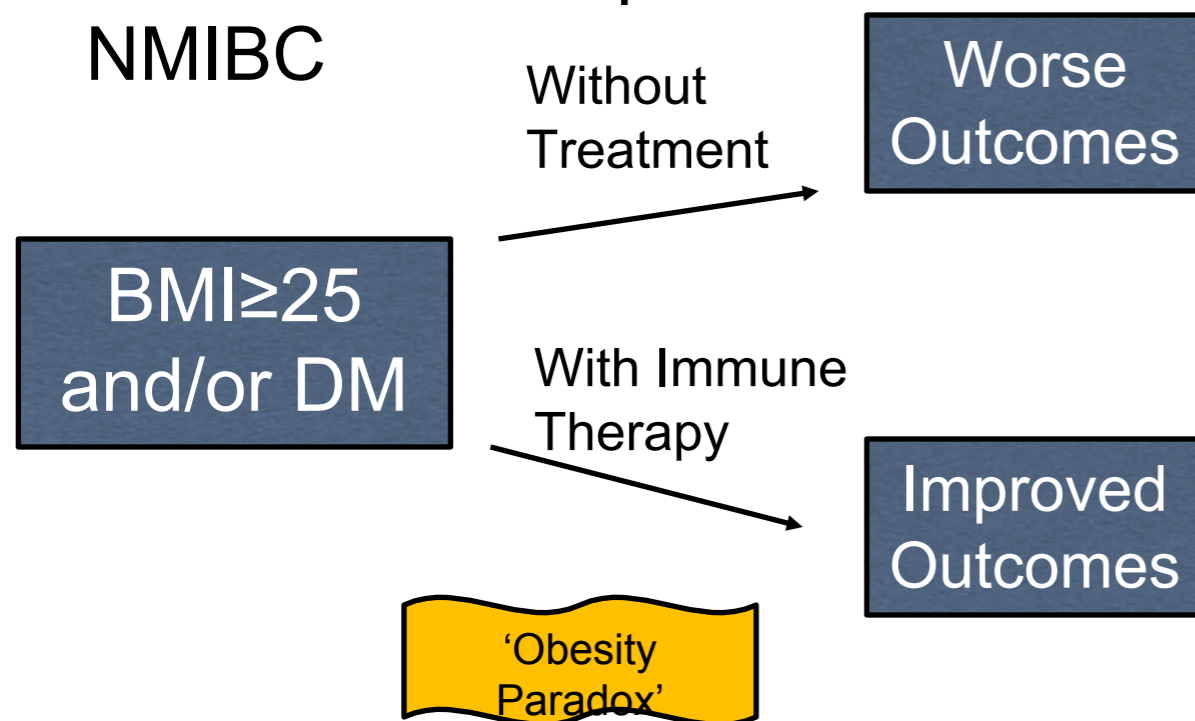 NMIBC
Without
Treatment
Worse
Outcomes
BMI≥25
and/or DM
With Immune
Therapy
Improved
Outcomes
‘Obesity
Paradox’